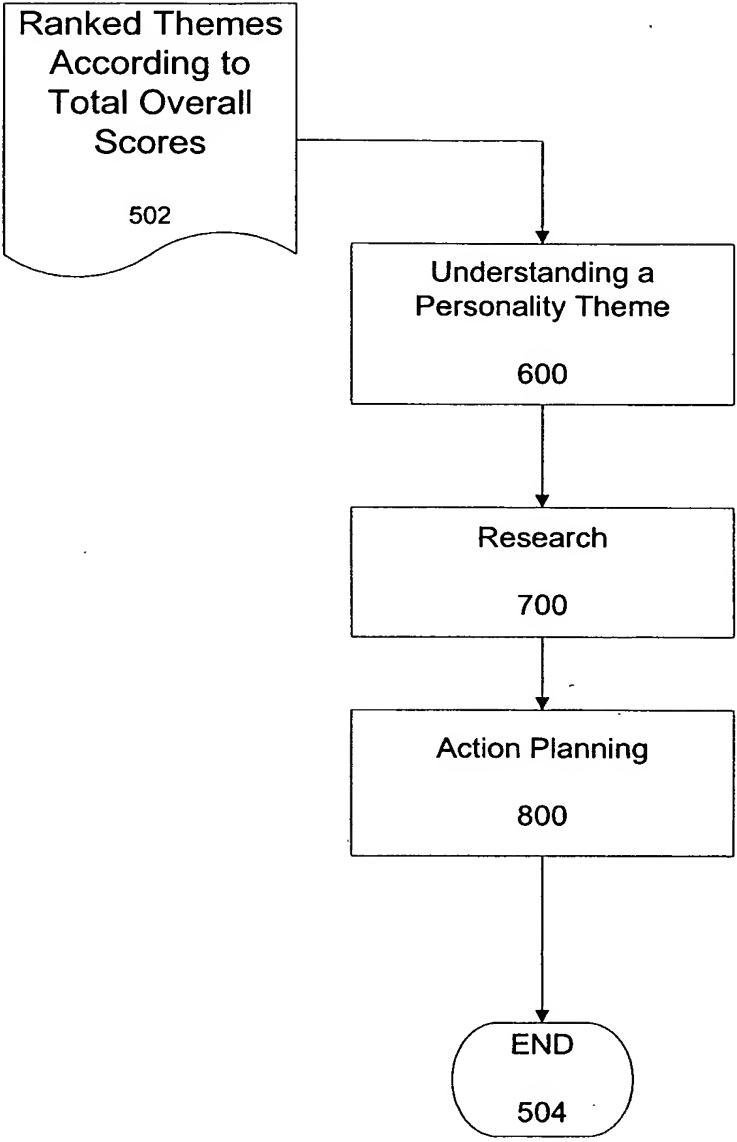 Ranked Themes
According to
Total Overall
Scores
502
Understanding a
Personality Theme
600
Research
700
Action Planning
800
END
504